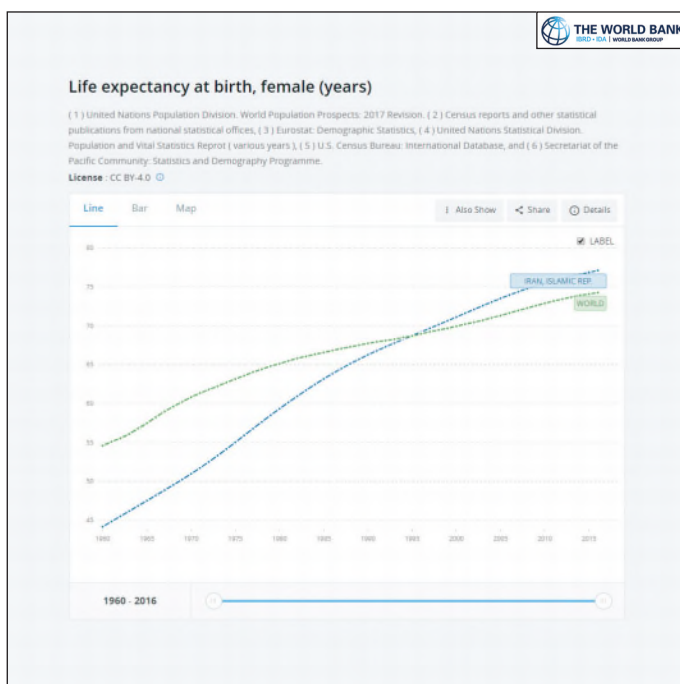 THE WORLD BANK
IBRD • IDA | WORLD BANK GROUP
Life expectancy at birth, female (years)
( 1 ) United Nations Population Division. World Population Prospects: 2017 Revision. ( 2 ) Census reports and other statistical
publications from national statistical offices, ( 3 ) Eurostat: Demographic Statistics, ( 4 ) United Nations Statistical Division.
Population and Vital Statistics Reprot ( various years ), ( 5 ) U.S. Census Bureau: International Database, and ( 6 ) Secretariat of the
Pacific Community: Statistics and Demography Programme.
License : CC BY-4.0
Line Bar Map Also Show Share Details
LABEL
80
IRAN, ISLAMIC REP.
75
WORLD
70
65
60
55
50
45
1960 1965 1970 1975 1980 1985 1990 1995 2000 2005 2010 2015
1960 - 2016